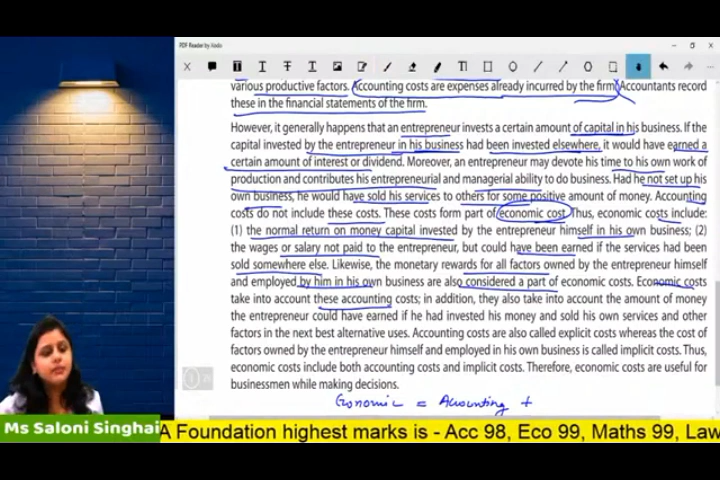 PDF Reader by Xodo
various productive factors. Accounting costs are expenses already incurred by the firm. Accountants record
these in the financial statements of the firm.
However, it generally happens that an entrepreneur invests a certain amount of capital in his business. If the
capital invested by the entrepreneur in his business had been invested elsewhere, it would have earned a
certain amount of interest or dividend. Moreover, an entrepreneur may devote his time to his own work of
production and contributes his entrepreneurial and managerial ability to do business. Had he not set up his
own business, he would have sold his services to others for some positive amount of money. Accounting
costs do not include these costs. These costs form part of economic cost. Thus, economic costs include:
(1) the normal return on money capital invested by the entrepreneur himself in his own business; (2)
the wages or salary not paid to the entrepreneur, but could have been earned if the services had been
sold somewhere else. Likewise, the monetary rewards for all factors owned by the entrepreneur himself
and employed by him in his own business are also considered a part of economic costs. Economic costs
take into account these accounting costs; in addition, they also take into account the amount of money
the entrepreneur could have earned if he had invested his money and sold his own services and other
factors in the next best alternative uses. Accounting costs are also called explicit costs whereas the cost of
factors owned by the entrepreneur himself and employed in his own business is called implicit costs. Thus,
economic costs include both accounting costs and implicit costs. Therefore, economic costs are useful for
businessmen while making decisions.
Economic = Accounting +
Ms Saloni Singhai
A Foundation highest marks is - Acc 98, Eco 99, Maths 99, Law